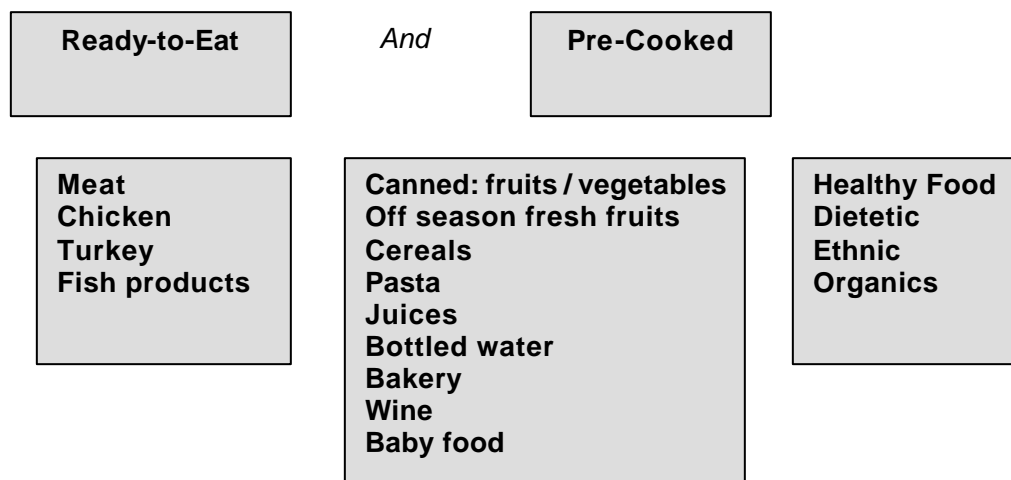 Ready-to-Eat And Pre-Cooked
Meat
Chicken
Turkey
Fish products
Canned: fruits / vegetables
Off season fresh fruits
Cereals
Pasta
Juices
Bottled water
Bakery
Wine
Baby food
Healthy Food
Dietetic
Ethnic
Organics